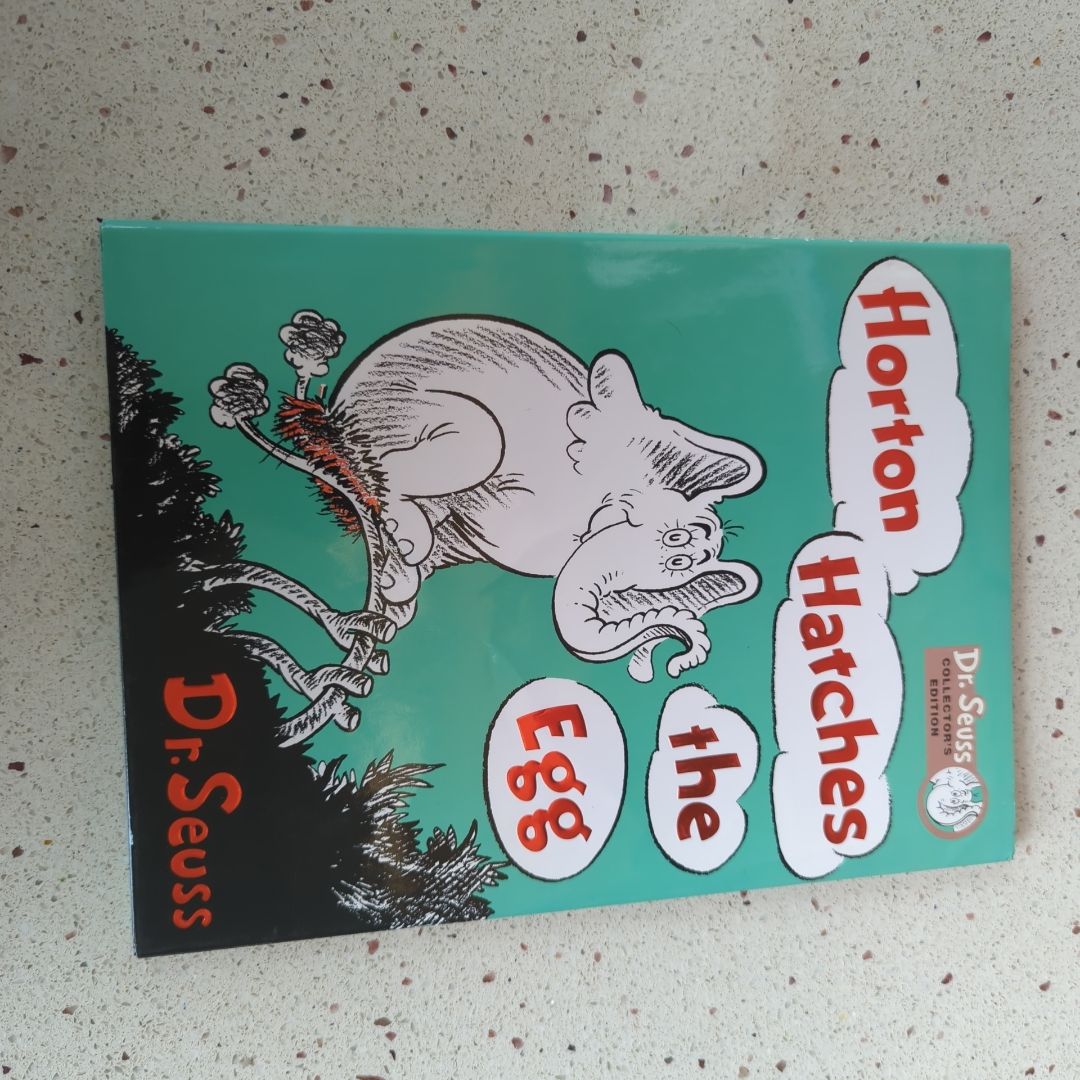 Dr. Seuss
COLLECTOR'S
EDITION
Horton
Hatches
the
Egg
Dr. Seuss